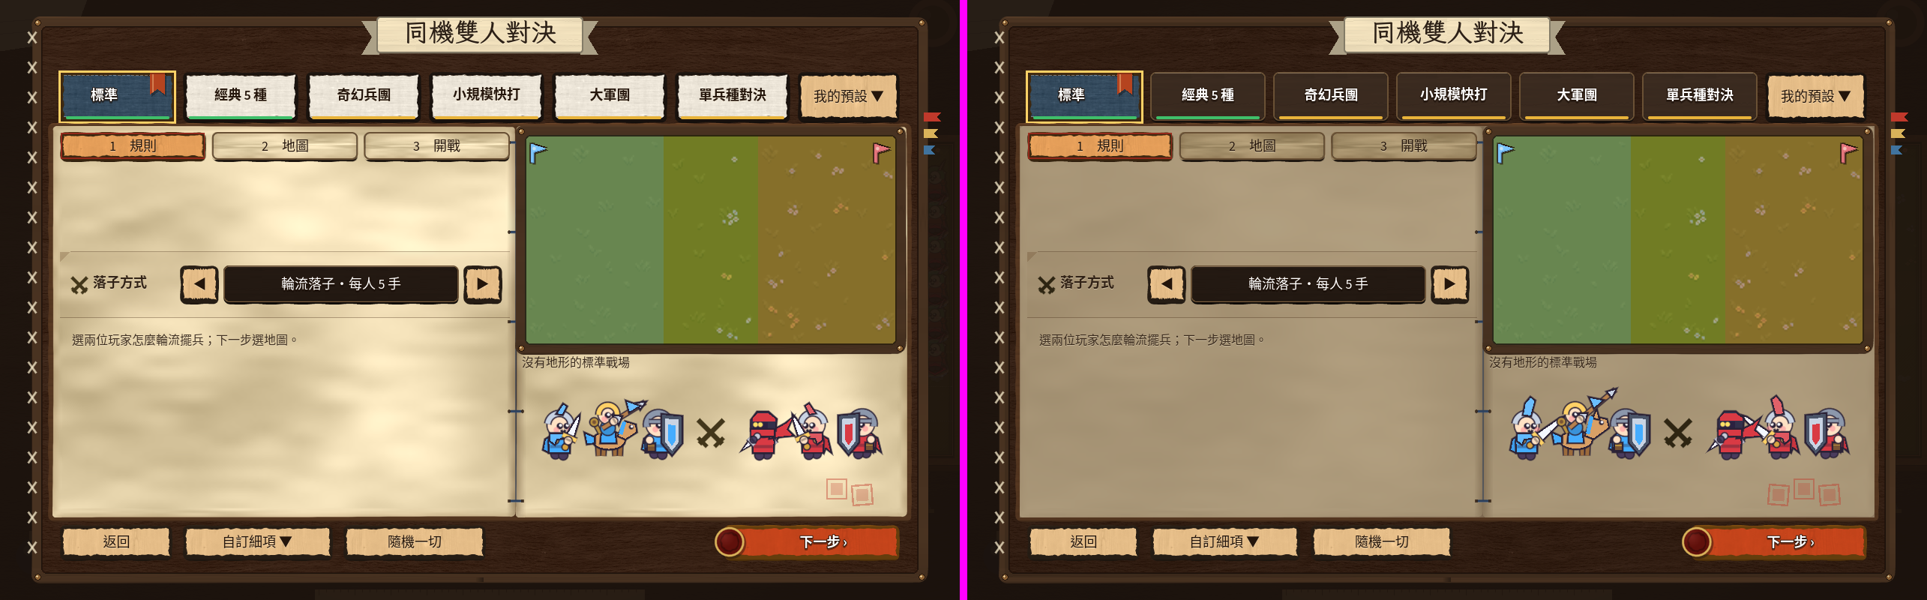 同機雙人對決
標準 經典 5 種 奇幻兵團 小規模快打 大軍團 單兵種對決 我的預設 ▼
1 規則 2 地圖 3 開戰
落子方式 ◀ 輪流落子・每人 5 手 ▶
選兩位玩家怎麼輪流擺兵；下一步選地圖。
沒有地形的標準戰場
返回 自訂細項 ▼ 隨機一切 下一步 ›
同機雙人對決
標準 經典 5 種 奇幻兵團 小規模快打 大軍團 單兵種對決 我的預設 ▼
1 規則 2 地圖 3 開戰
落子方式 ◀ 輪流落子・每人 5 手 ▶
選兩位玩家怎麼輪流擺兵；下一步選地圖。
沒有地形的標準戰場
返回 自訂細項 ▼ 隨機一切 下一步 ›